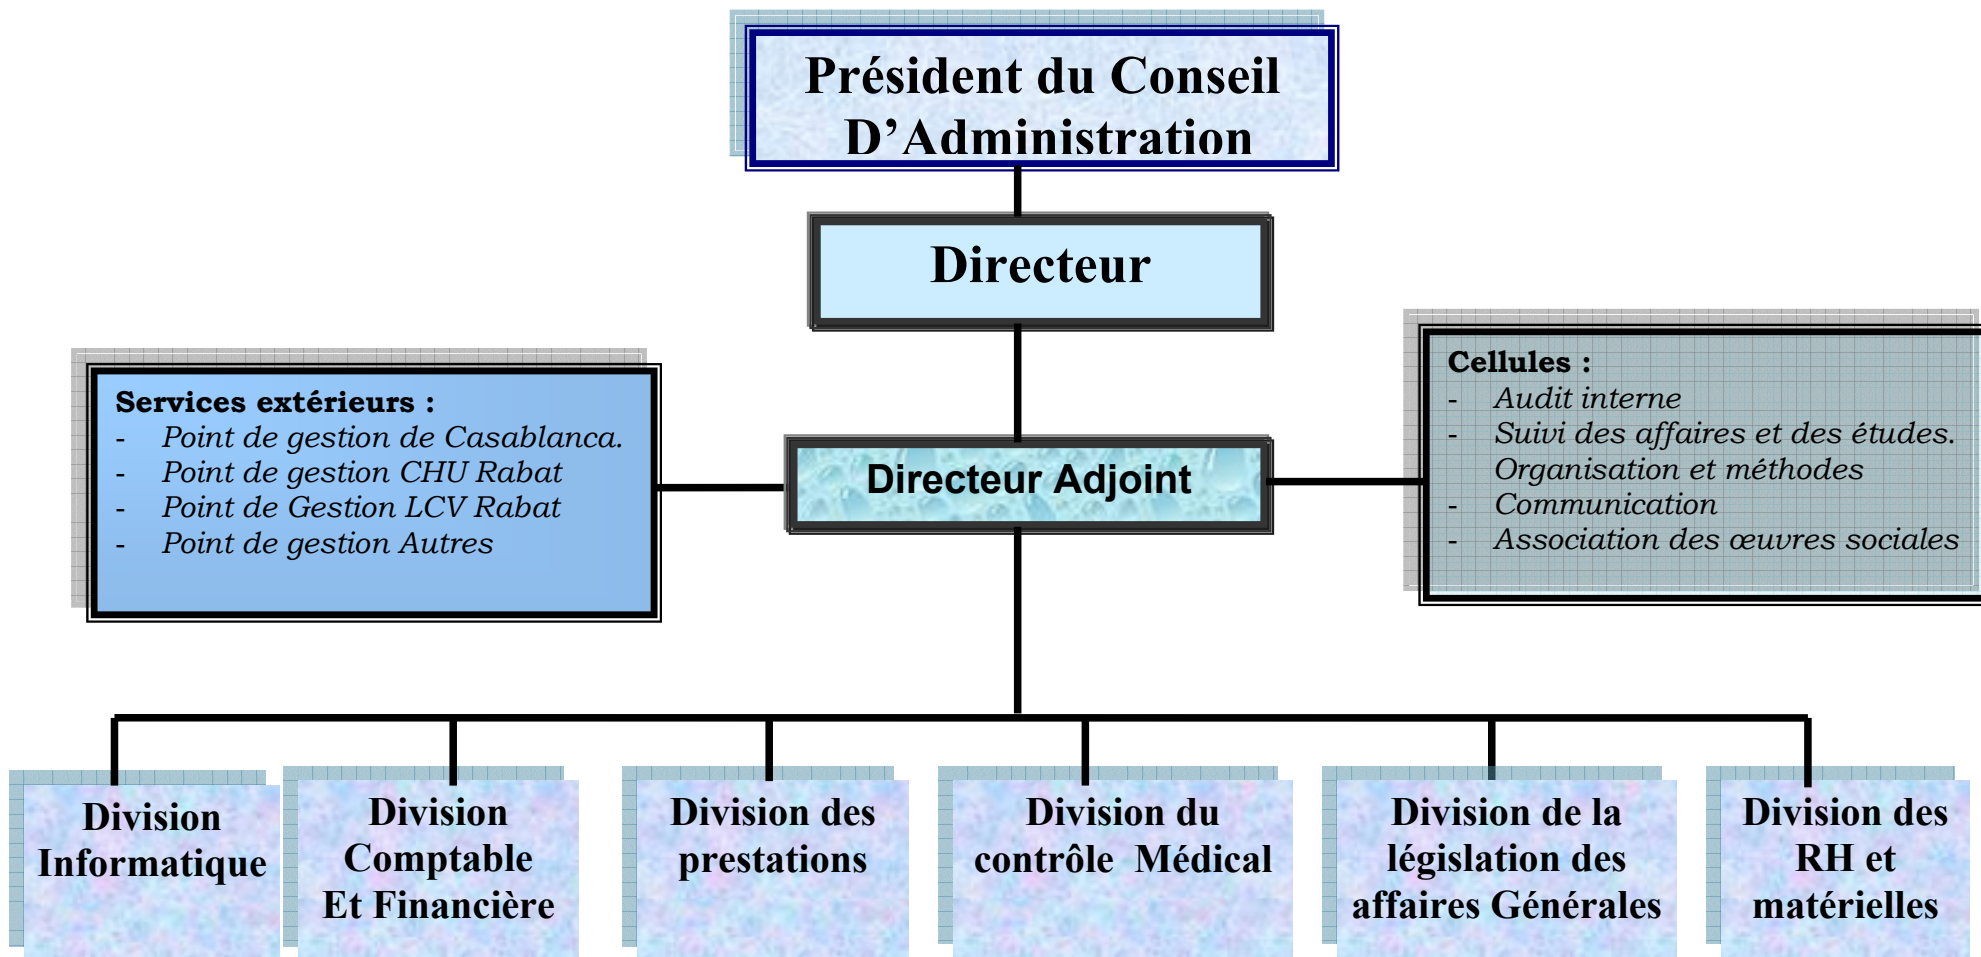 Président du Conseil
D’Administration
Directeur
Services extérieurs :
- Point de gestion de Casablanca.
- Point de gestion CHU Rabat
- Point de Gestion LCV Rabat
- Point de gestion Autres
Directeur Adjoint
Cellules :
- Audit interne
- Suivi des affaires et des études.
Organisation et méthodes
- Communication
- Association des œuvres sociales
Division
Informatique
Division
Comptable
Et Financière
Division des
prestations
Division du
contrôle Médical
Division de la
législation des
affaires Générales
Division des
RH et
matérielles